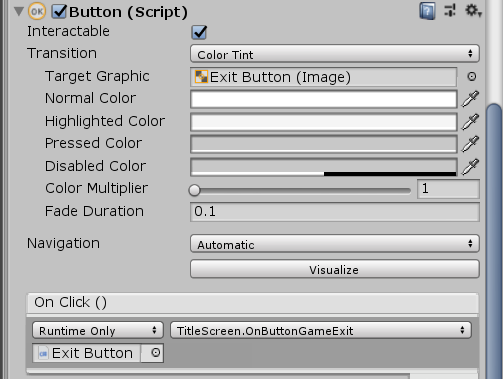 OK Button (Script)
Interactable
Transition Color Tint
Target Graphic Exit Button (Image)
Normal Color
Highlighted Color
Pressed Color
Disabled Color
Color Multiplier 1
Fade Duration 0.1
Navigation Automatic
Visualize
On Click ()
Runtime Only TitleScreen.OnButtonGameExit
Exit Button